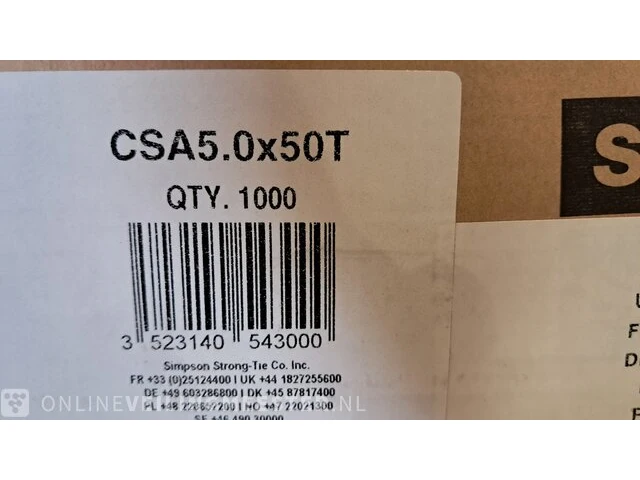 CSA5.0x50T
QTY. 1000
3 523140 543000
Simpson Strong-Tie Co. Inc.
FR +33 (0)25124400 I UK +44 1827255600
DE +49 603286800 I DK +45 87817400
S
F
D